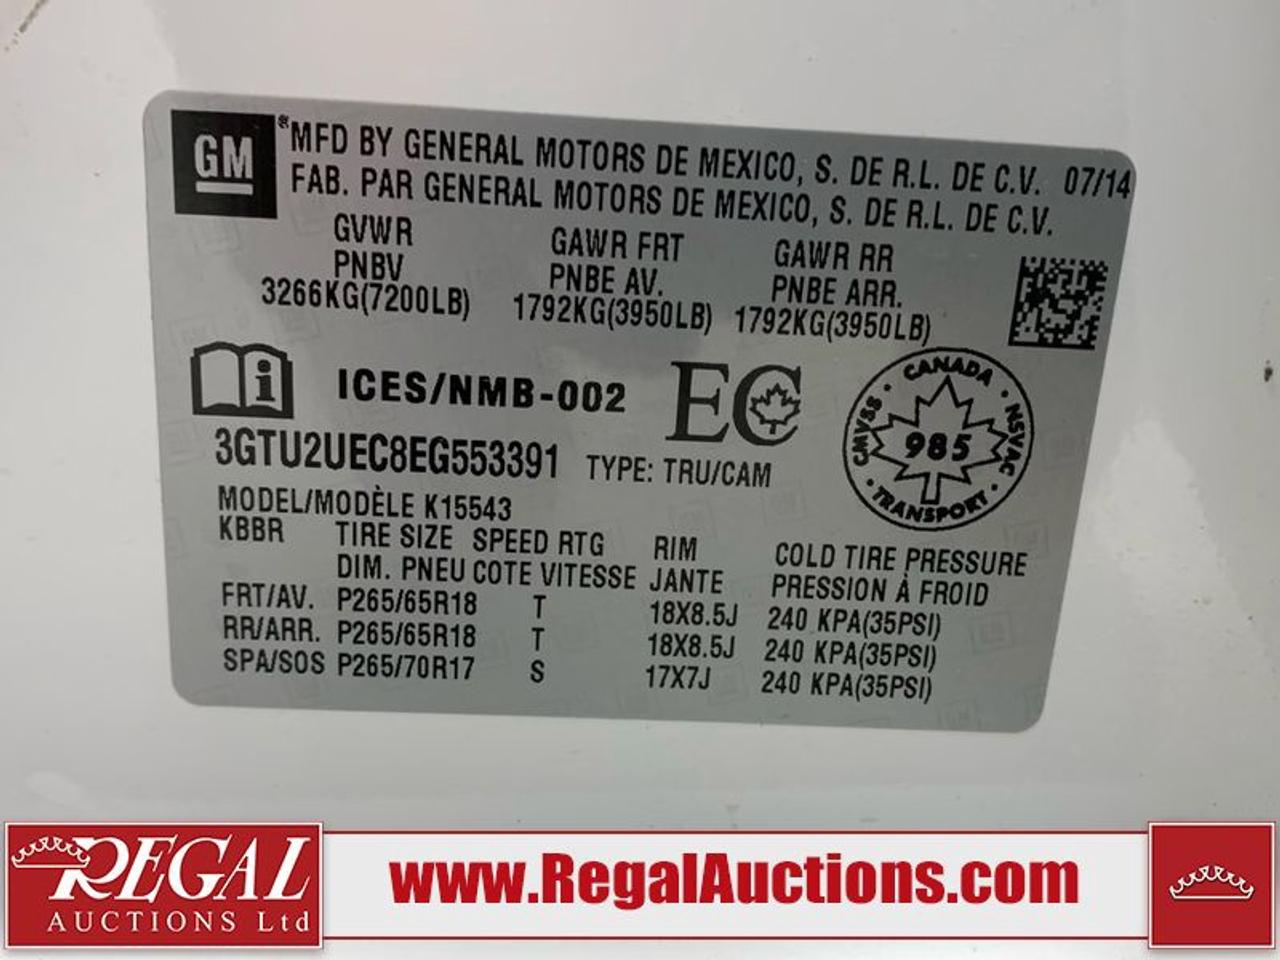 GM ® MFD BY GENERAL MOTORS DE MEXICO, S. DE R.L. DE C.V. 07/14
FAB. PAR GENERAL MOTORS DE MEXICO, S. DE R.L. DE C.V.
GVWR GAWR FRT GAWR RR
PNBV PNBE AV. PNBE ARR.
3266KG(7200LB) 1792KG(3950LB) 1792KG(3950LB)
i ICES/NMB-002 EC
CANADA
CMVSS 985 NSVAC
TRANSPORT
3GTU2UEC8EG553391 TYPE: TRU/CAM
MODEL/MODÈLE K15543
KBBR TIRE SIZE SPEED RTG RIM COLD TIRE PRESSURE
DIM. PNEU COTE VITESSE JANTE PRESSION À FROID
FRT/AV. P265/65R18 T 18X8.5J 240 KPA(35PSI)
RR/ARR. P265/65R18 T 18X8.5J 240 KPA(35PSI)
SPA/SOS P265/70R17 S 17X7J 240 KPA(35PSI)
REGAL
AUCTIONS Ltd
www.RegalAuctions.com